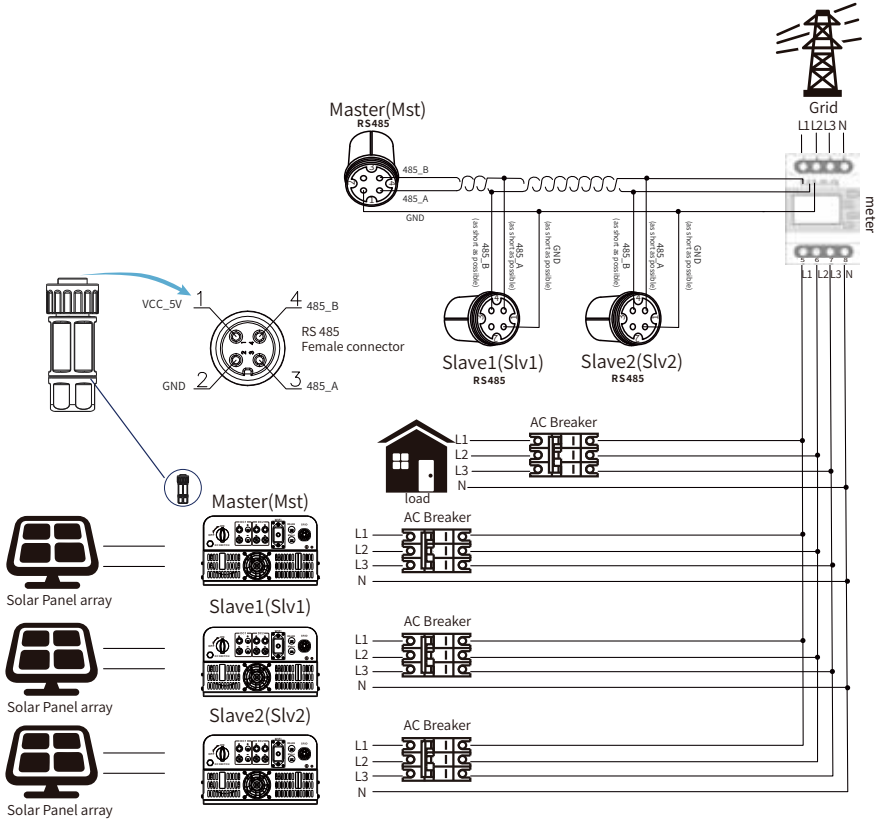 Grid
L1 L2 L3 N
meter
5 6 7 8
L1 L2 L3 N
Master(Mst)
RS485
485_B
485_A
GND
485_B
(as short as possible)
485_A
(as short as possible)
GND
(as short as possible)
485_B
(as short as possible)
485_A
(as short as possible)
GND
(as short as possible)
Slave1(Slv1)
RS485
Slave2(Slv2)
RS485
VCC_5V
1
4
485_B
RS 485
Female connector
GND
2
3
485_A
AC Breaker
L1
L2
L3
N
load
Master(Mst)
AC Breaker
L1
L2
L3
N
Solar Panel array
Slave1(Slv1)
AC Breaker
L1
L2
L3
N
Solar Panel array
Slave2(Slv2)
AC Breaker
L1
L2
L3
N
Solar Panel array